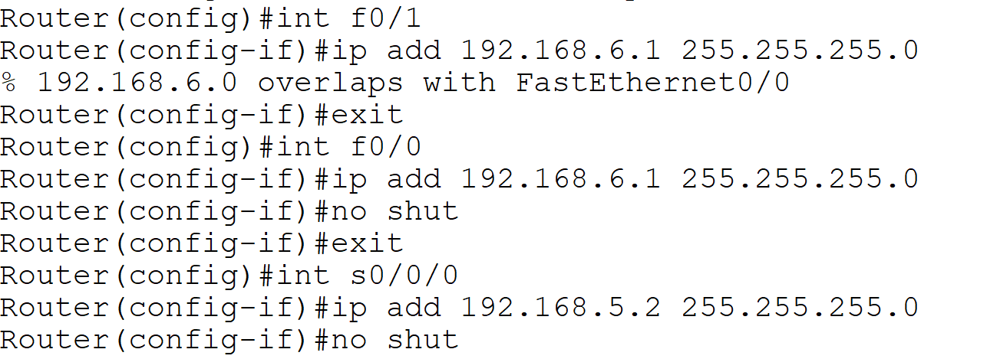 Router(config)#int f0/1
Router(config-if)#ip add 192.168.6.1 255.255.255.0
% 192.168.6.0 overlaps with FastEthernet0/0
Router(config-if)#exit
Router(config)#int f0/0
Router(config-if)#ip add 192.168.6.1 255.255.255.0
Router(config-if)#no shut
Router(config-if)#exit
Router(config)#int s0/0/0
Router(config-if)#ip add 192.168.5.2 255.255.255.0
Router(config-if)#no shut